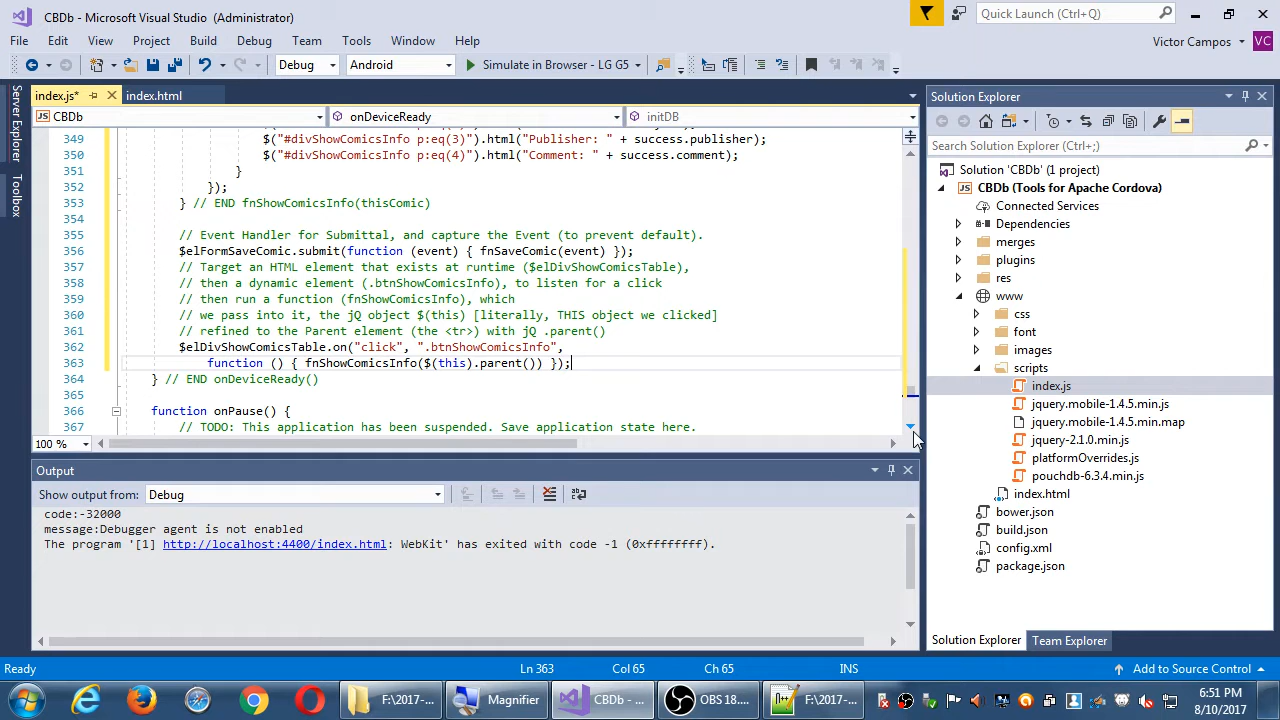 CBDb - Microsoft Visual Studio (Administrator)
Quick Launch (Ctrl+;)
File Edit View Project Build Debug Team Tools Window Help
Victor Campos VC
Debug Android Simulate in Browser - LG G5
Server Explorer
Toolbox
index.js* index.html
CBDb onDeviceReady initDB
349 $("#divShowComicsInfo p:eq(3)").html("Publisher: " + success.publisher);
350 $("#divShowComicsInfo p:eq(4)").html("Comment: " + success.comment);
351 }
352 });
353 } // END fnShowComicsInfo(thisComic)
354
355 // Event Handler for Submittal, and capture the Event (to prevent default).
356 $elFormSaveComic.submit(function (event) { fnSaveComic(event) });
357 // Target an HTML element that exists at runtime ($elDivShowComicsTable),
358 // then a dynamic element (.btnShowComicsInfo), to listen for a click
359 // then run a function (fnShowComicsInfo), which
360 // we pass into it, the jQ object $(this) [literally, THIS object we clicked]
361 // refined to the Parent element (the <tr>) with jQ .parent()
362 $elDivShowComicsTable.on("click", ".btnShowComicsInfo",
363 function () { fnShowComicsInfo($(this).parent()) });
364 } // END onDeviceReady()
365
366 function onPause() {
367 // TODO: This application has been suspended. Save application state here.
100 %
Output
Show output from: Debug
code:-32000
message:Debugger agent is not enabled
The program '[1] http://localhost:4400/index.html: WebKit' has exited with code -1 (0xffffffff).
Solution Explorer
Search Solution Explorer (Ctrl+;)
Solution 'CBDb' (1 project)
CBDb (Tools for Apache Cordova)
Connected Services
Dependencies
merges
plugins
res
www
css
font
images
scripts
index.js
jquery.mobile-1.4.5.min.js
jquery.mobile-1.4.5.min.map
jquery-2.1.0.min.js
platformOverrides.js
pouchdb-6.3.4.min.js
index.html
bower.json
build.json
config.xml
package.json
Solution Explorer Team Explorer
Ready Ln 363 Col 65 Ch 65 INS Add to Source Control
F:\2017-... Magnifier CBDb - ... OBS 18.... F:\2017-...
6:51 PM
8/10/2017